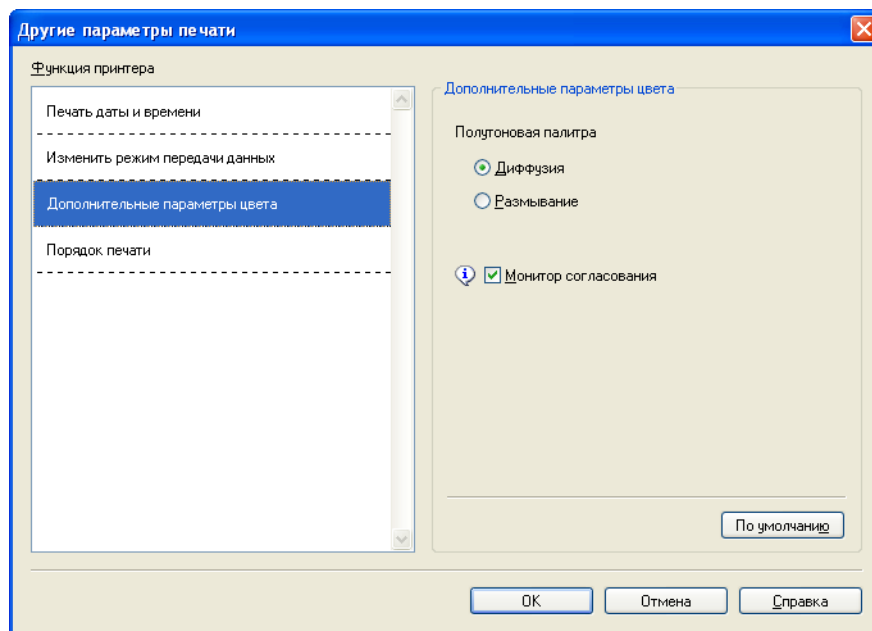 Другие параметры печати
Функция принтера
Печать даты и времени
Изменить режим передачи данных
Дополнительные параметры цвета
Порядок печати
Дополнительные параметры цвета
Полутоновая палитра
Диффузия
Размывание
Монитор согласования
По умолчанию
OK
Отмена
Справка